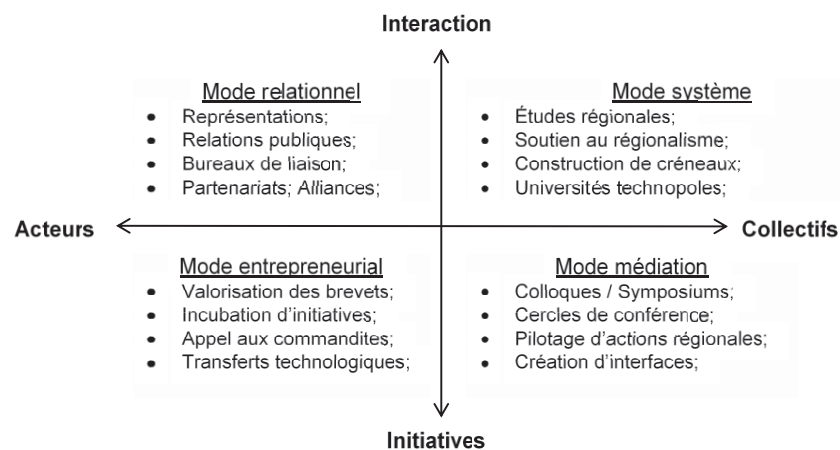 Interaction
Mode relationnel
• Représentations;
• Relations publiques;
• Bureaux de liaison;
• Partenariats; Alliances;
Mode système
• Études régionales;
• Soutien au régionalisme;
• Construction de créneaux;
• Universités technopoles;
Acteurs
Collectifs
Mode entrepreneurial
• Valorisation des brevets;
• Incubation d'initiatives;
• Appel aux commandites;
• Transferts technologiques;
Mode médiation
• Colloques / Symposiums;
• Cercles de conférence;
• Pilotage d'actions régionales;
• Création d'interfaces;
Initiatives